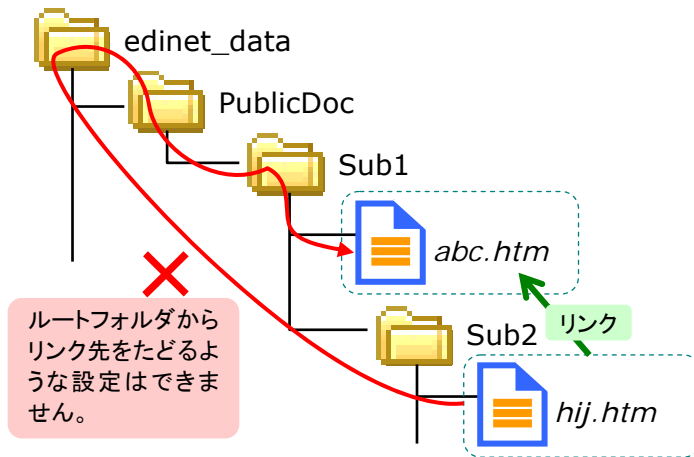 edinet_data
PublicDoc
Sub1
abc.htm
リンク
ルートフォルダから
リンク先をたどるよ
うな設定はできま
せん。
Sub2
hij.htm